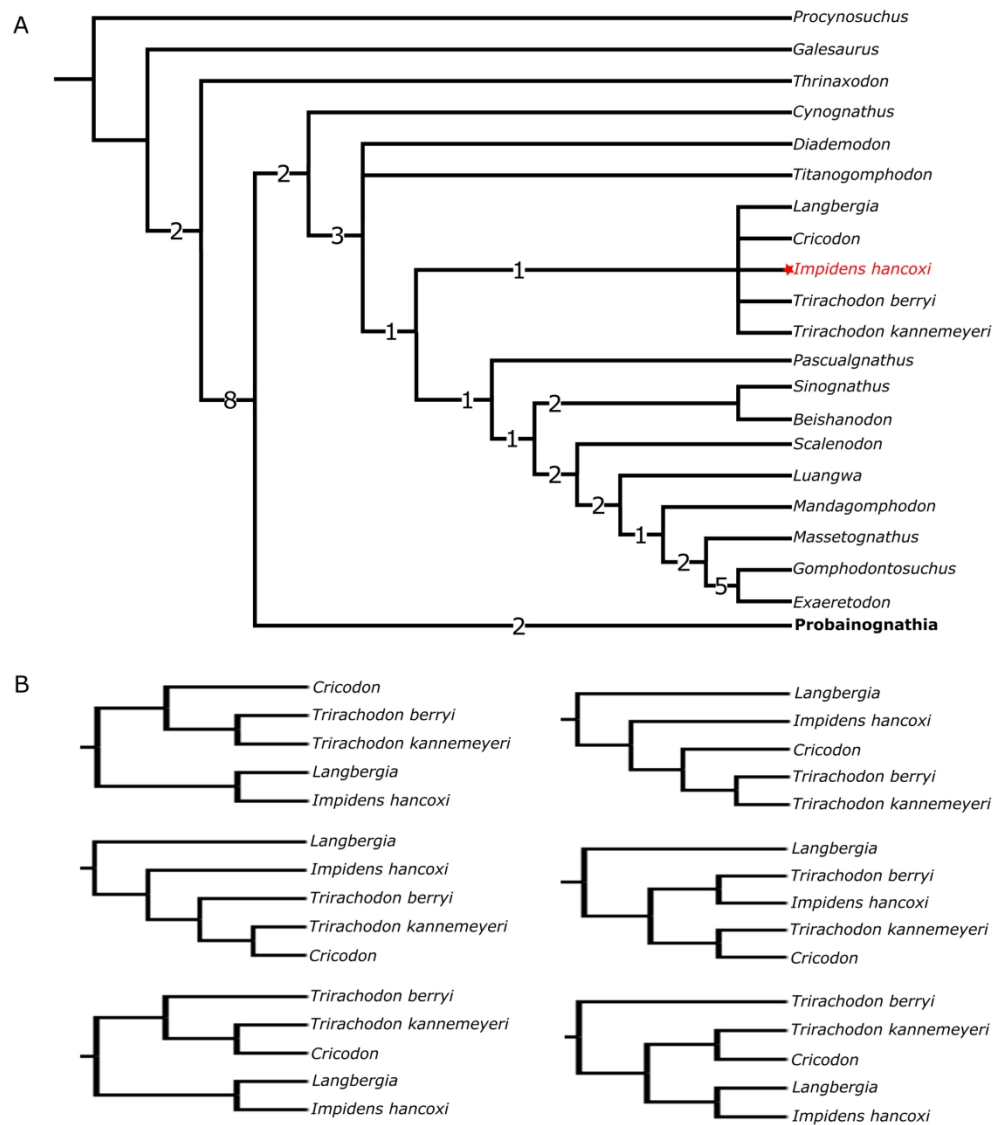 A
Procynosuchus
Galesaurus
Thrinaxodon
Cynognathus
Diademodon
2
Titanogomphodon
Langbergia
2
3
Cricodon
1
Impidens hancoxi
Trirachodon berryi
1
Trirachodon kannemeyeri
Pascualgnathus
Sinognathus
8
1
2
Beishanodon
1
Scalenodon
2
Luangwa
2
Mandagomphodon
1
Massetognathus
2
Gomphodontosuchus
5
Exaeretodon
2
Probainognathia
B
Cricodon
Trirachodon berryi
Trirachodon kannemeyeri
Langbergia
Impidens hancoxi
Langbergia
Impidens hancoxi
Cricodon
Trirachodon berryi
Trirachodon kannemeyeri
Langbergia
Impidens hancoxi
Trirachodon berryi
Trirachodon kannemeyeri
Cricodon
Langbergia
Trirachodon berryi
Impidens hancoxi
Trirachodon kannemeyeri
Cricodon
Trirachodon berryi
Trirachodon kannemeyeri
Cricodon
Langbergia
Impidens hancoxi
Trirachodon berryi
Trirachodon kannemeyeri
Cricodon
Langbergia
Impidens hancoxi